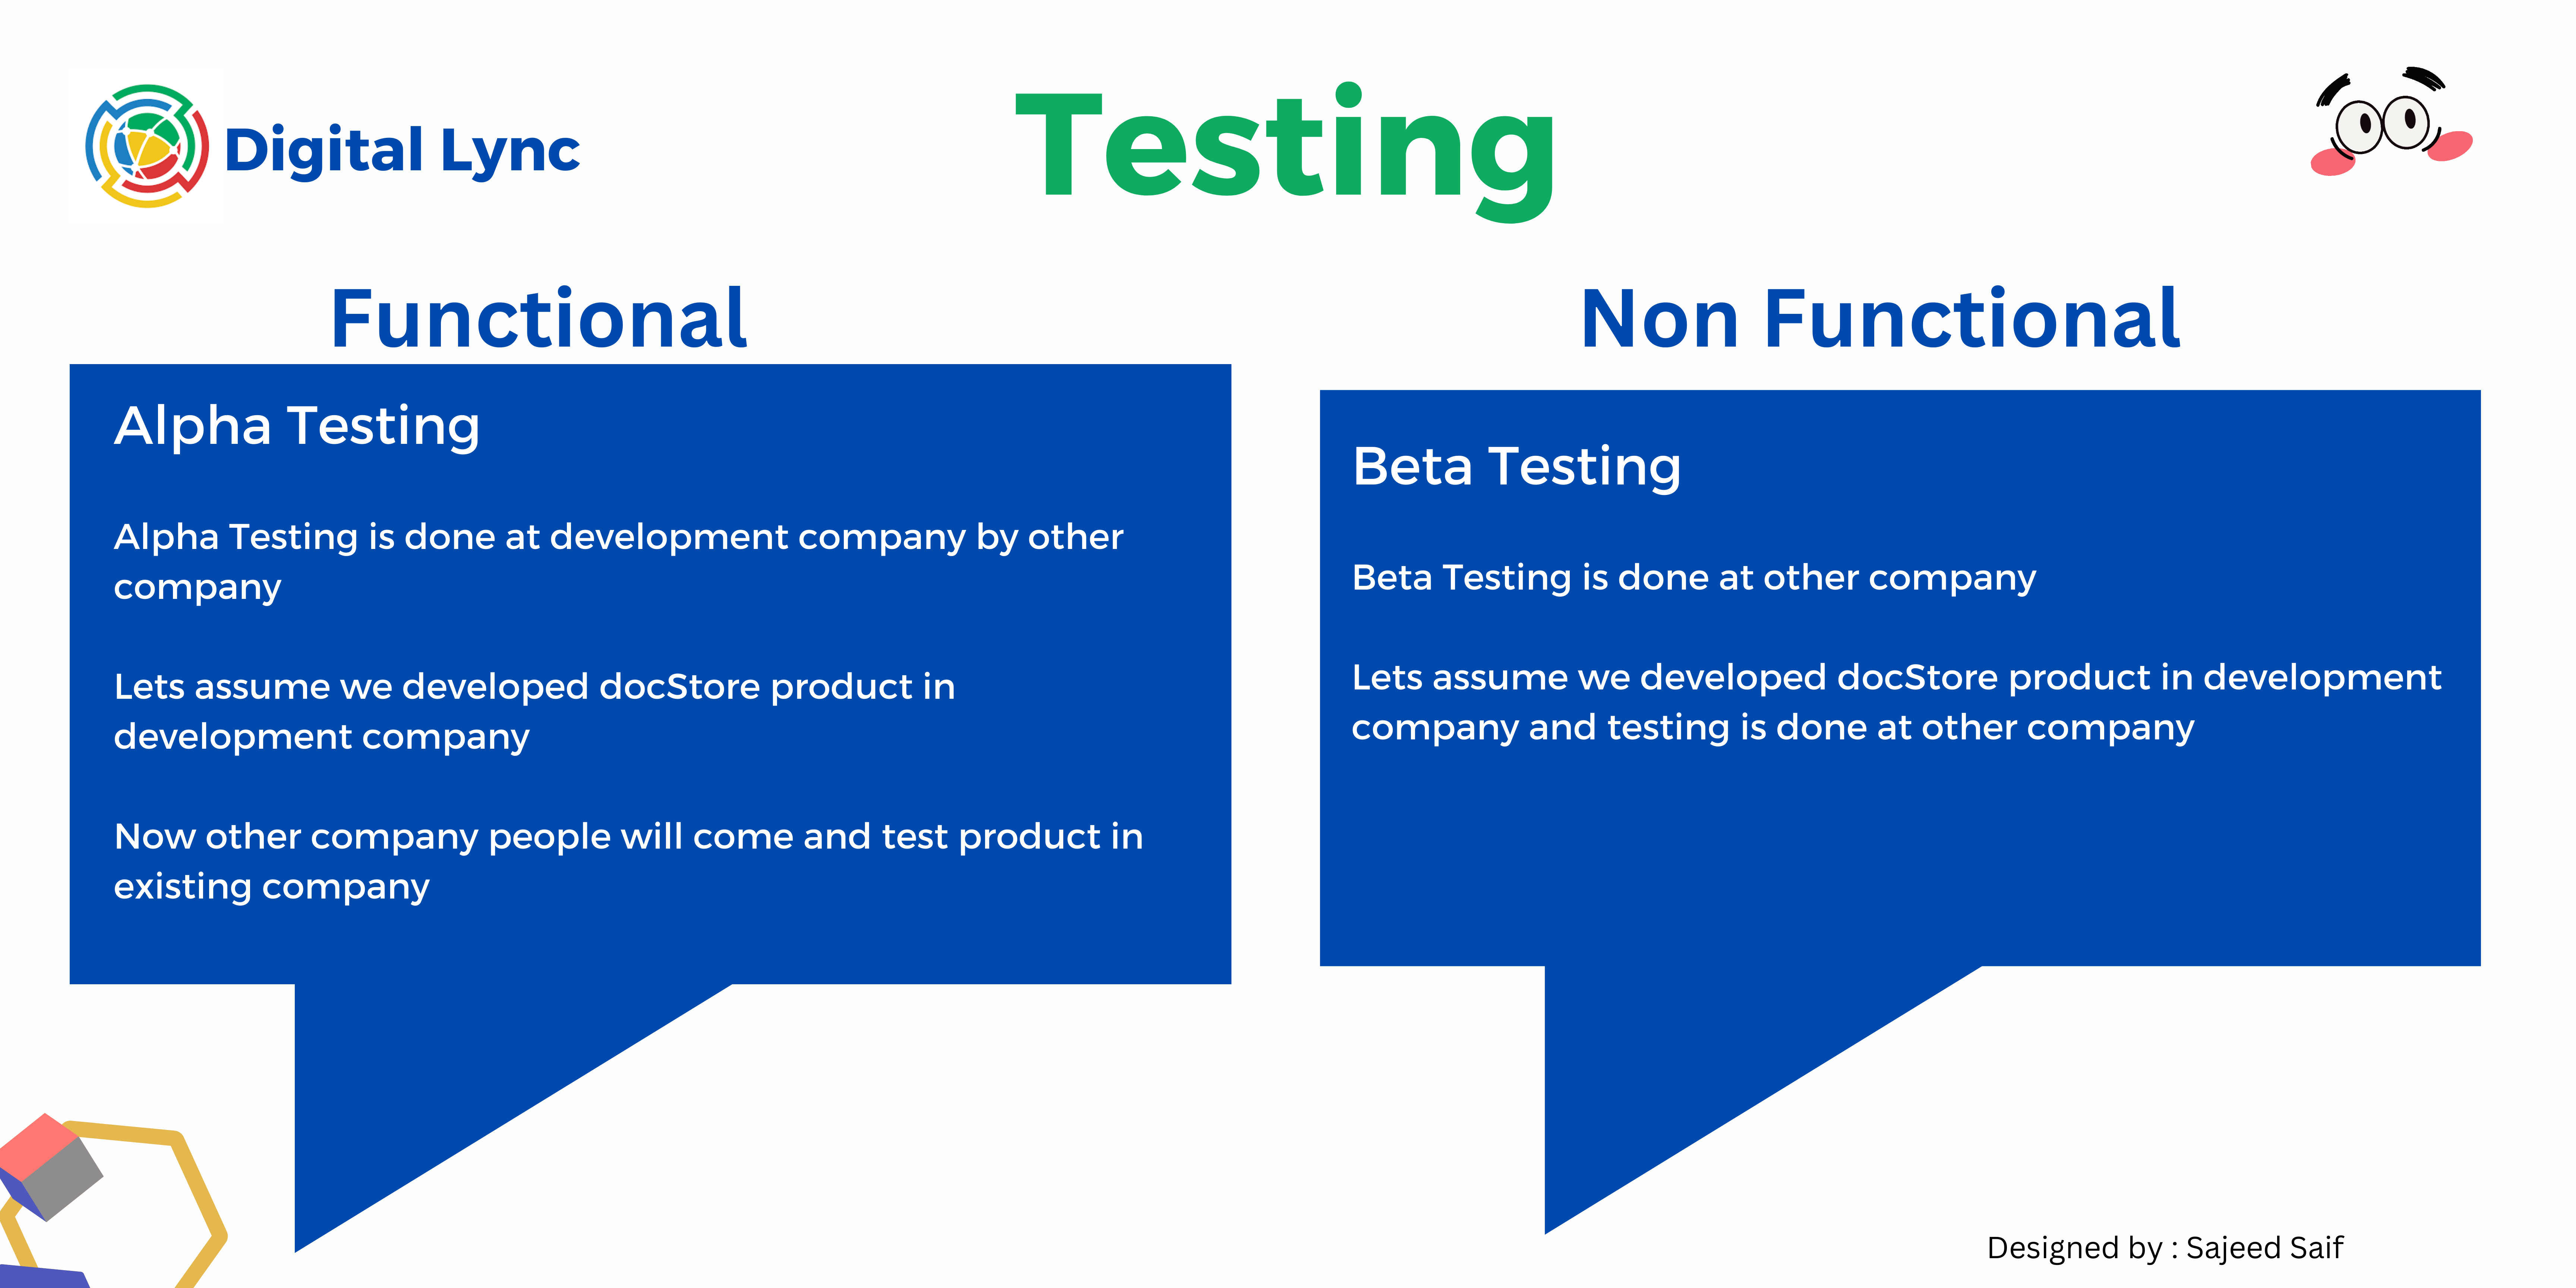 Digital Lync
Testing
Functional
Alpha Testing
Alpha Testing is done at development company by other
company
Lets assume we developed docStore product in
development company
Now other company people will come and test product in
existing company
Non Functional
Beta Testing
Beta Testing is done at other company
Lets assume we developed docStore product in development
company and testing is done at other company
Designed by : Sajeed Saif